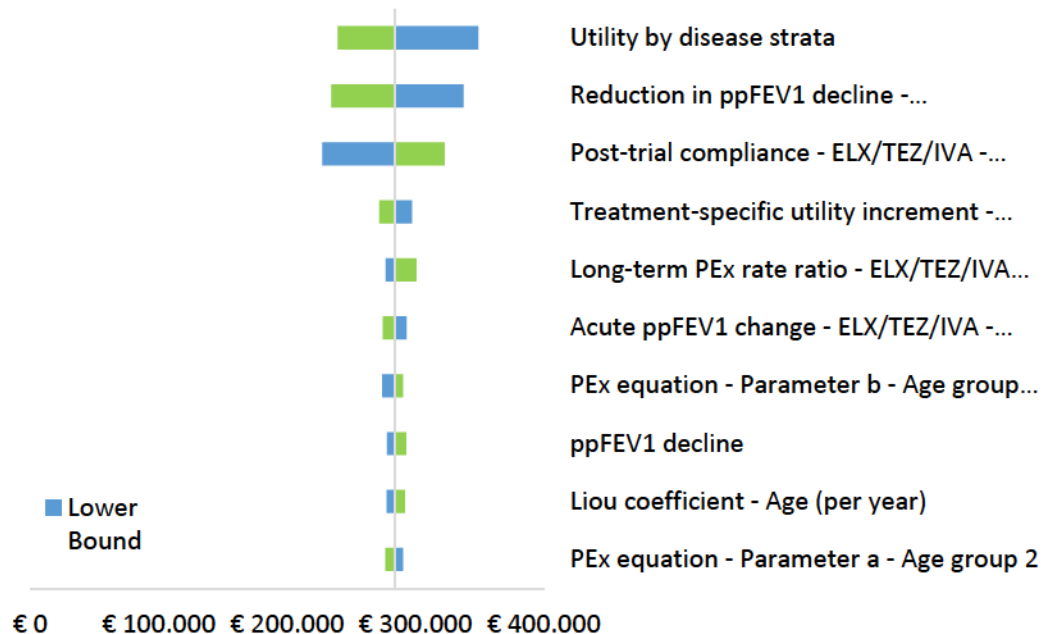 Utility by disease strata
Reduction in ppFEV1 decline -...
Post-trial compliance - ELX/TEZ/IVA -...
Treatment-specific utility increment -...
Long-term PEx rate ratio - ELX/TEZ/IVA...
Acute ppFEV1 change - ELX/TEZ/IVA -...
PEx equation - Parameter b - Age group...
ppFEV1 decline
Liou coefficient - Age (per year)
PEx equation - Parameter a - Age group 2
Lower
Bound
€ 0 € 100.000 € 200.000 € 300.000 € 400.000